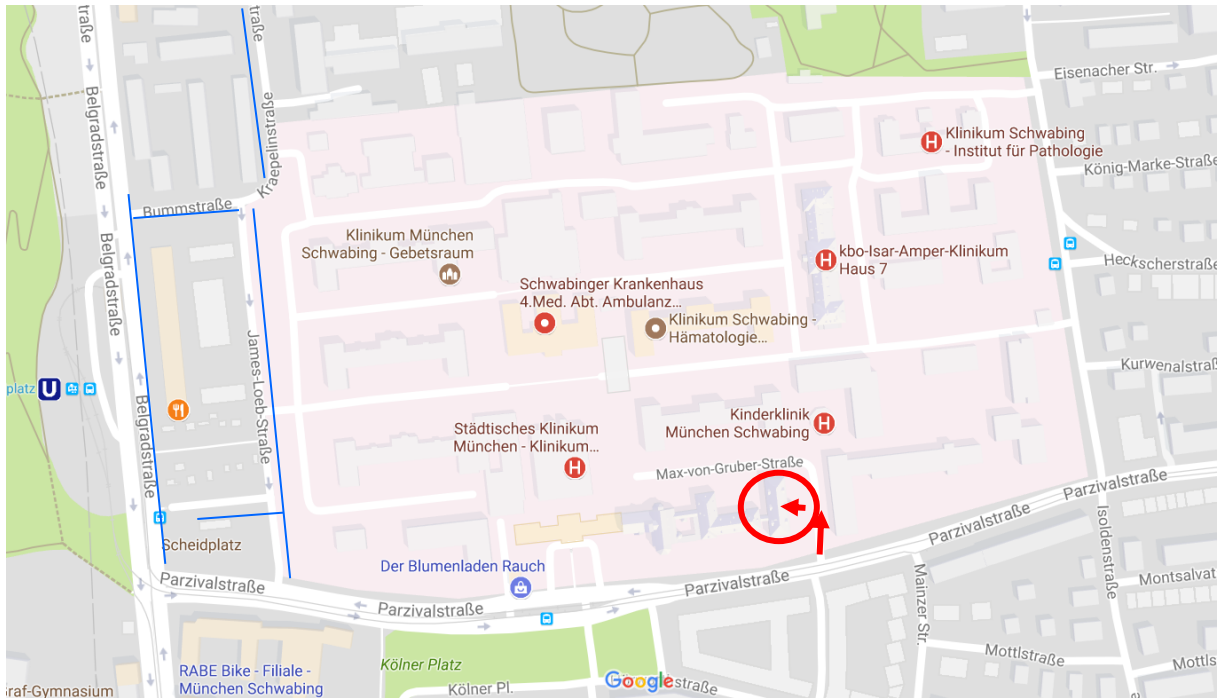 Belgradstraße
Kraepelinstraße
Eisenacher Str.
Klinikum Schwabing
- Institut für Pathologie
König-Marke-Straße
Bummstraße
Klinikum München
Schwabing - Gebetsraum
kbo-Isar-Amper-Klinikum
Haus 7
Heckscherstraße
Belgradstraße
Schwabinger Krankenhaus
4.Med. Abt. Ambulanz...
Klinikum Schwabing -
Hämatologie...
James-Loeb-Straße
Kurwenalstraß
platz
U
Belgradstraße
Kinderklinik
München Schwabing
H
Städtisches Klinikum
München - Klinikum...
Max-von-Gruber-Straße
Parzivalstraße
Isoldenstraße
Scheidplatz
Parzivalstraße
Der Blumenladen Rauch
Parzivalstraße
Parzivalstraße
Parzivalstraße
Mainzer Str.
Montsalvat
Mottlstraße
Mottls
RABE Bike - Filiale -
München Schwabing
Kölner Platz
Kölner Pl.
Google
straße
raf-Gymnasium